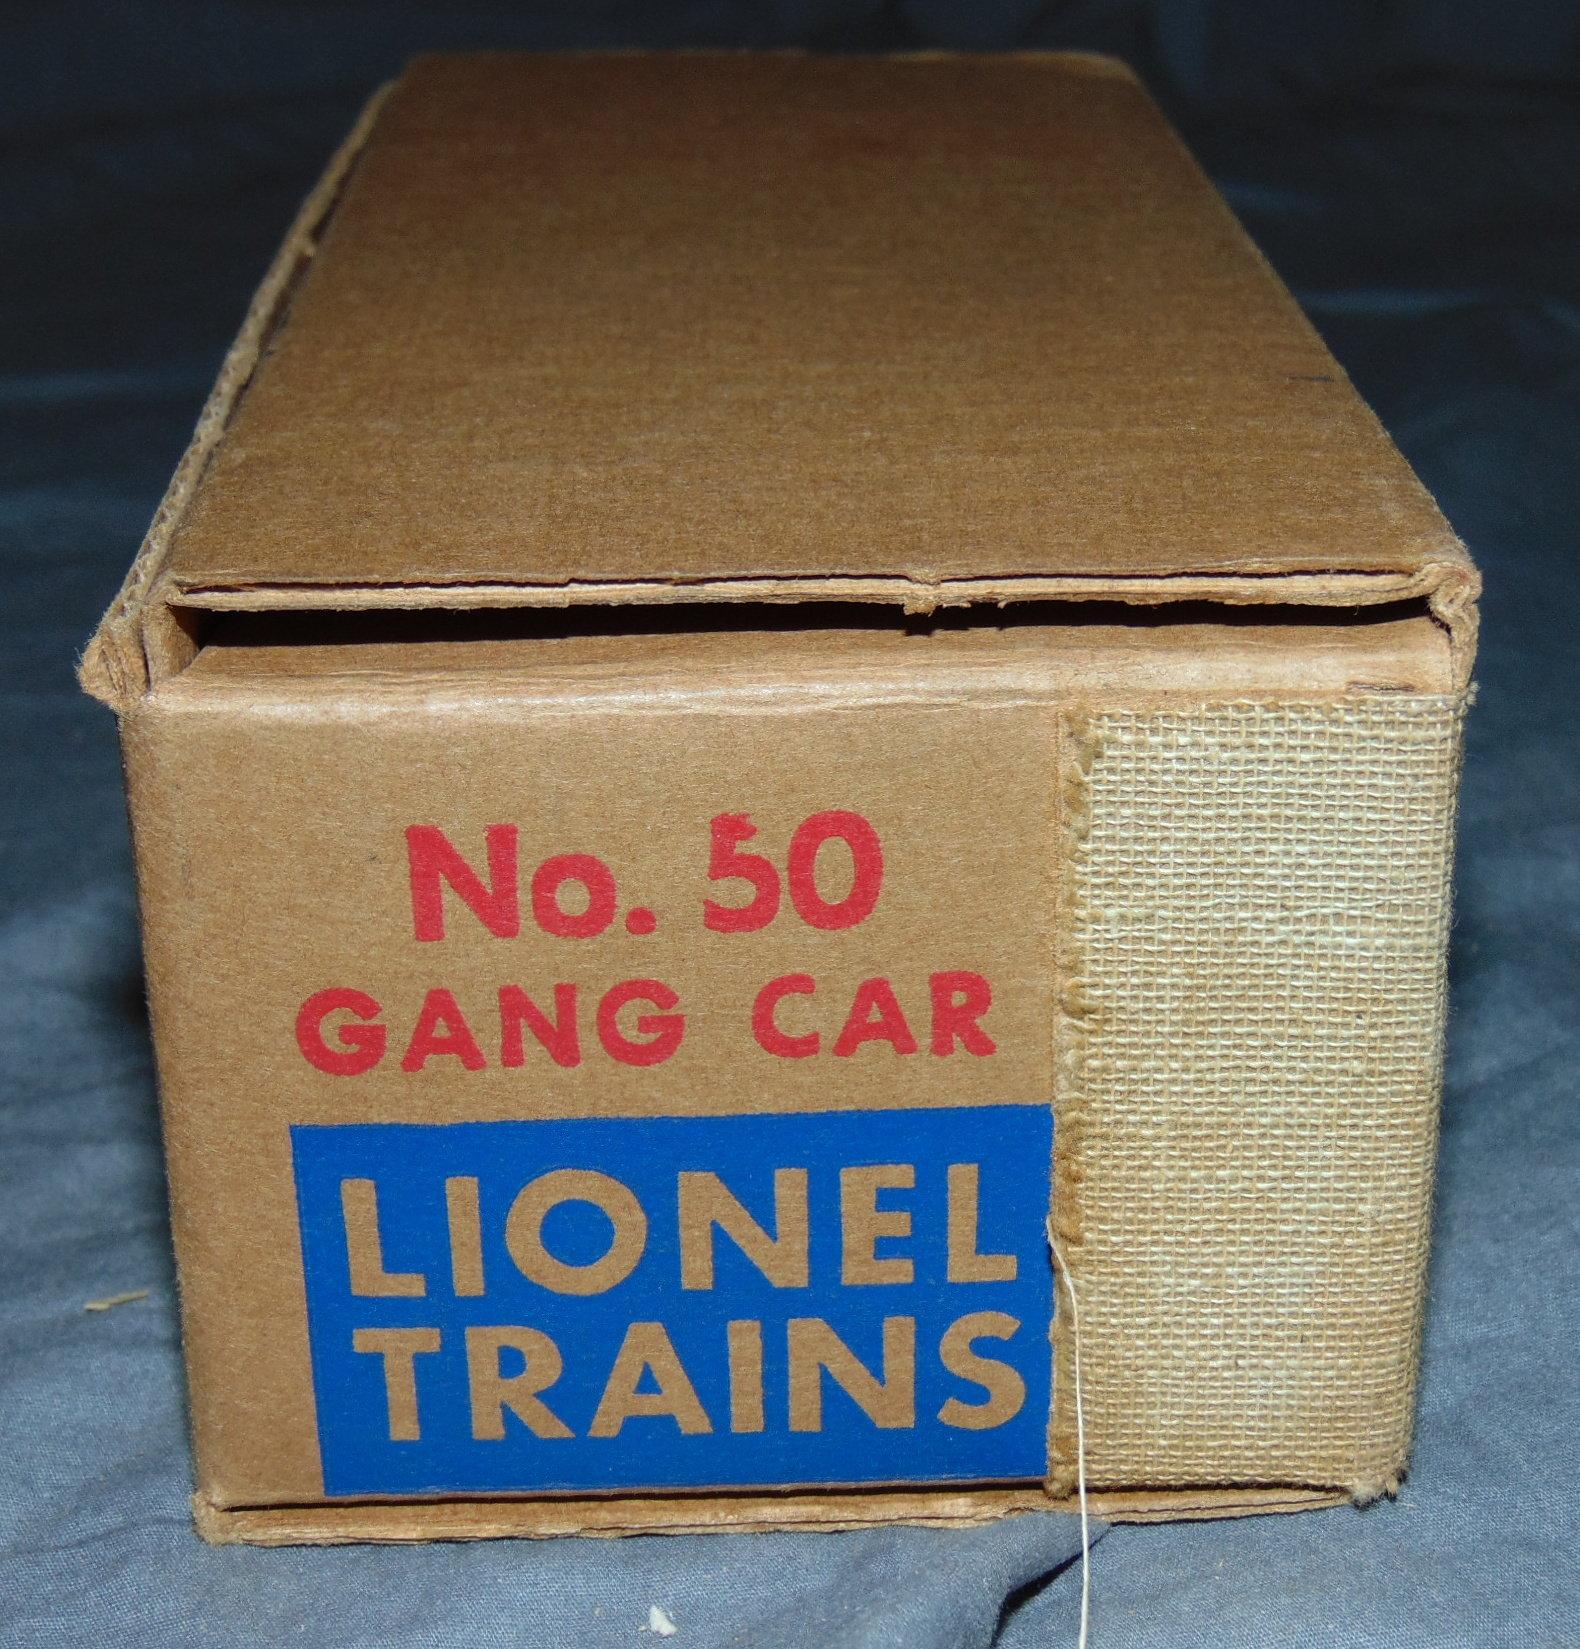 No. 50
GANG CAR
LIONEL
TRAINS